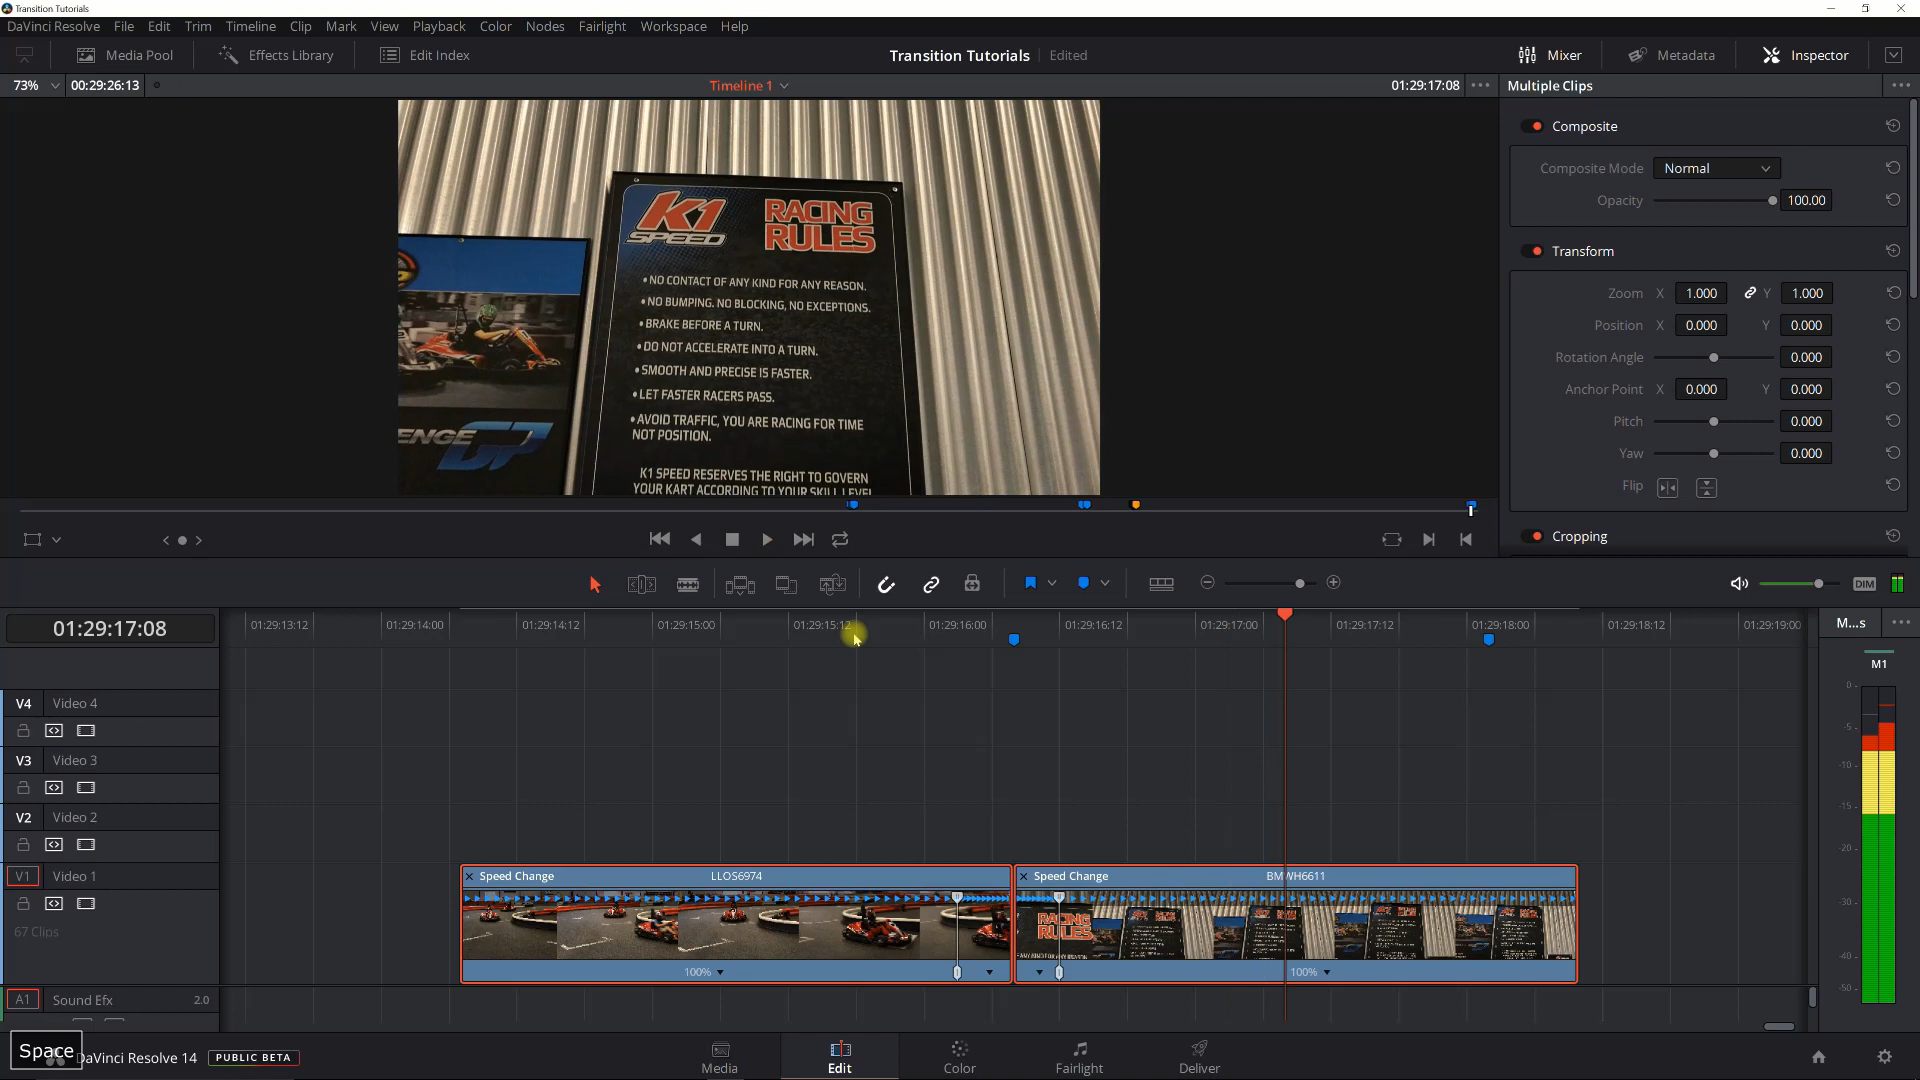 Transition Tutorials
DaVinci Resolve File Edit Trim Timeline Clip Mark View Playback Color Nodes Fairlight Workspace Help
Media Pool Effects Library Edit Index Transition Tutorials Edited Mixer Metadata Inspector
73% 00:29:26:13 Timeline 1 01:29:17:08 Multiple Clips
Composite
Composite Mode Normal
Opacity 100.00
Transform
Zoom X 1.000 Y 1.000
Position X 0.000 Y 0.000
Rotation Angle 0.000
Anchor Point X 0.000 Y 0.000
Pitch 0.000
Yaw 0.000
Flip
Cropping
K1 SPEED
RACING
RULES
• NO CONTACT OF ANY KIND FOR ANY REASON.
• NO BUMPING. NO BLOCKING, NO EXCEPTIONS.
• BRAKE BEFORE A TURN.
• DO NOT ACCELERATE INTO A TURN.
• SMOOTH AND PRECISE IS FASTER.
• LET FASTER RACERS PASS.
• AVOID TRAFFIC, YOU ARE RACING FOR TIME
NOT POSITION.
K1 SPEED RESERVES THE RIGHT TO GOVERN
YOUR KART ACCORDING TO YOUR SKILL LEVEL
ENGE GP
DIM
01:29:17:08
01:29:13:12 01:29:14:00 01:29:14:12 01:29:15:00 01:29:15:12 01:29:16:00 01:29:16:12 01:29:17:00 01:29:17:12 01:29:18:00 01:29:18:12 01:29:19:00
M...s
M1
0
-5
-10
-15
-20
-30
-40
-50
V4 Video 4
V3 Video 3
V2 Video 2
V1 Video 1
67 Clips
Speed Change LLOS6974
100%
Speed Change BMWH6611
RACING
RULES
100%
A1 Sound Efx 2.0
Space
DaVinci Resolve 14 PUBLIC BETA
Media Edit Color Fairlight Deliver